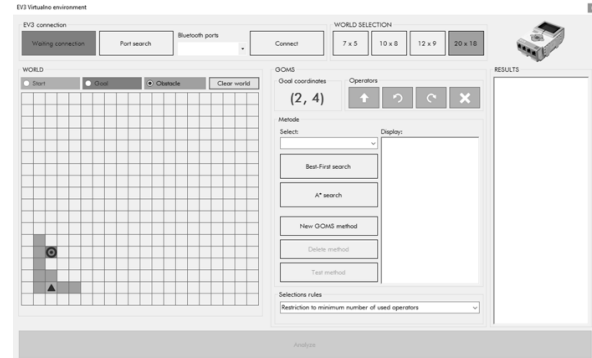 EV3 Virtualno environment
EV3 connection
Waiting connection
Port search
Bluetooth ports
Connect
WORLD SELECTION
7 x 5
10 x 8
12 x 9
20 x 18
WORLD
Start
Goal
Obstacle
Clear world
GOMS
Goal coordinates
(2, 4)
Operators
Metode
Select:
Display:
Best-First search
A* search
New GOMS method
Delete method
Test method
Selections rules
Restriction to minimum number of used operators
RESULTS
Analyze